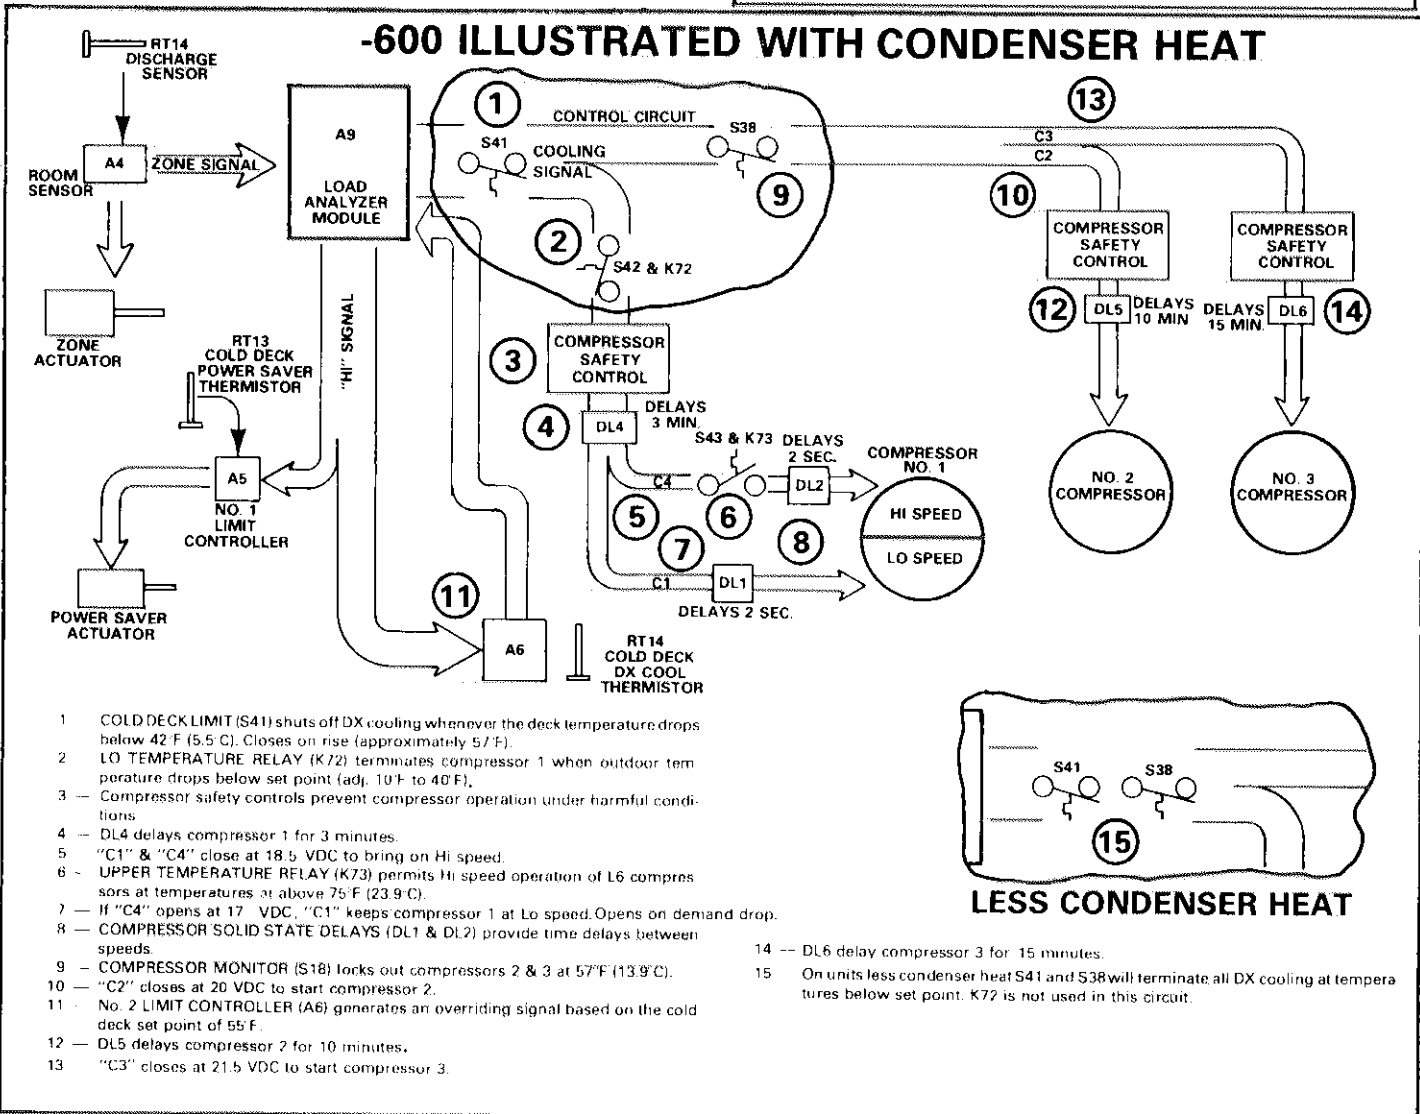 -600 ILLUSTRATED WITH CONDENSER HEAT
RT14
DISCHARGE
SENSOR
A4
ROOM
SENSOR
ZONE SIGNAL
ZONE
ACTUATOR
A9
LOAD
ANALYZER
MODULE
"HI" SIGNAL
RT13
COLD DECK
POWER SAVER
THERMISTOR
A5
NO. 1
LIMIT
CONTROLLER
POWER SAVER
ACTUATOR
1
CONTROL CIRCUIT
S41
COOLING
SIGNAL
S38
9
2
S42 & K72
3
COMPRESSOR
SAFETY
CONTROL
4
DL4
DELAYS
3 MIN.
S43 & K73
DELAYS
2 SEC.
C4
DL2
5
6
7
8
C1
DL1
DELAYS 2 SEC.
COMPRESSOR
NO. 1
HI SPEED
LO SPEED
11
A6
RT14
COLD DECK
DX COOL
THERMISTOR
13
C3
C2
10
COMPRESSOR
SAFETY
CONTROL
COMPRESSOR
SAFETY
CONTROL
12
DL5
DELAYS
10 MIN
DELAYS
15 MIN.
DL6
14
NO. 2
COMPRESSOR
NO. 3
COMPRESSOR
S41
S38
15
LESS CONDENSER HEAT
1 COLD DECK LIMIT (S41) shuts off DX cooling whenever the deck temperature drops
below 42°F (5.5°C). Closes on rise (approximately 57°F).
2 LO TEMPERATURE RELAY (K72) terminates compressor 1 when outdoor tem
perature drops below set point (adj. 10°F to 40°F).
3 — Compressor safety controls prevent compressor operation under harmful condi-
tions
4 — DL4 delays compressor 1 for 3 minutes.
5 "C1" & "C4" close at 18.5 VDC to bring on Hi speed.
6 - UPPER TEMPERATURE RELAY (K73) permits Hi speed operation of L6 compres
sors at temperatures at above 75°F (23.9°C).
7 — If "C4" opens at 17 VDC, "C1" keeps compressor 1 at Lo speed. Opens on demand drop.
8 — COMPRESSOR SOLID STATE DELAYS (DL1 & DL2) provide time delays between
speeds.
9 — COMPRESSOR MONITOR (S18) locks out compressors 2 & 3 at 57°F (13.9°C).
10 — "C2" closes at 20 VDC to start compressor 2.
11 - No. 2 LIMIT CONTROLLER (A6) generates an overriding signal based on the cold
deck set point of 55°F.
12 — DL5 delays compressor 2 for 10 minutes.
13 "C3" closes at 21.5 VDC to start compressor 3.
14 -- DL6 delay compressor 3 for 15 minutes.
15 On units less condenser heat S41 and S38 will terminate all DX cooling at tempera
tures below set point. K72 is not used in this circuit.